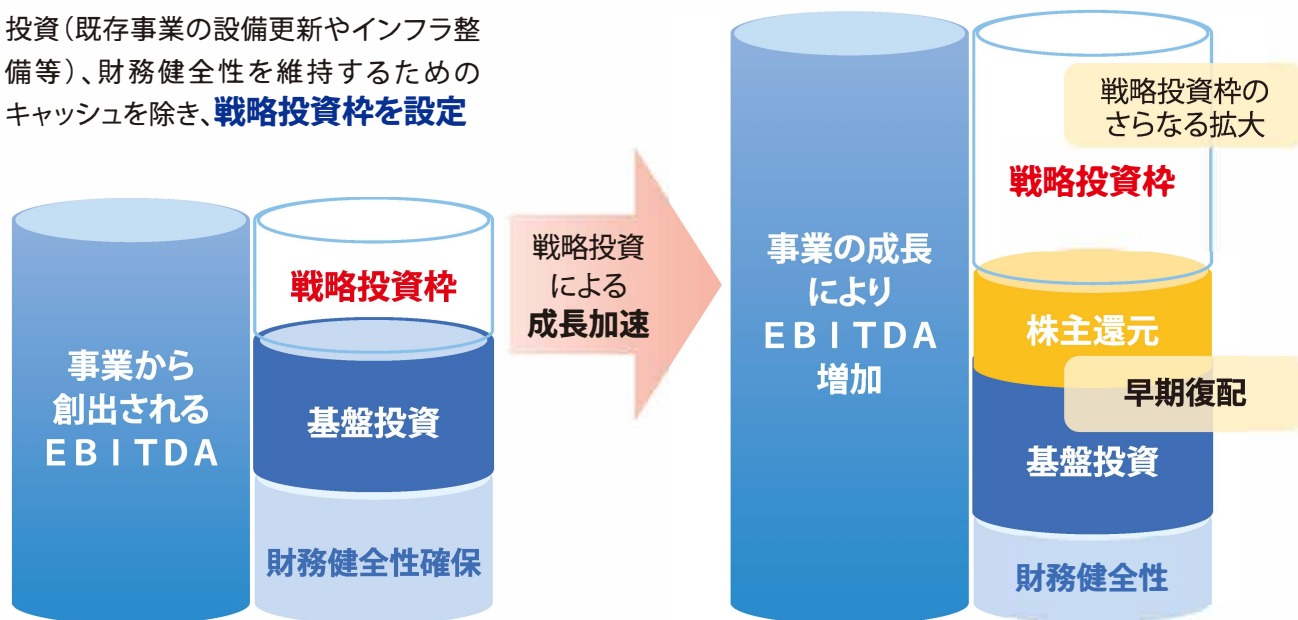 投資(既存事業の設備更新やインフラ整
備等)、財務健全性を維持するための
キャッシュを除き、戦略投資枠を設定
戦略投資枠
事業から
創出される
EBITDA
基盤投資
財務健全性確保
戦略投資
による
成長加速
事業の成長
により
EBITDA
増加
戦略投資枠の
さらなる拡大
戦略投資枠
株主還元
早期復配
基盤投資
財務健全性